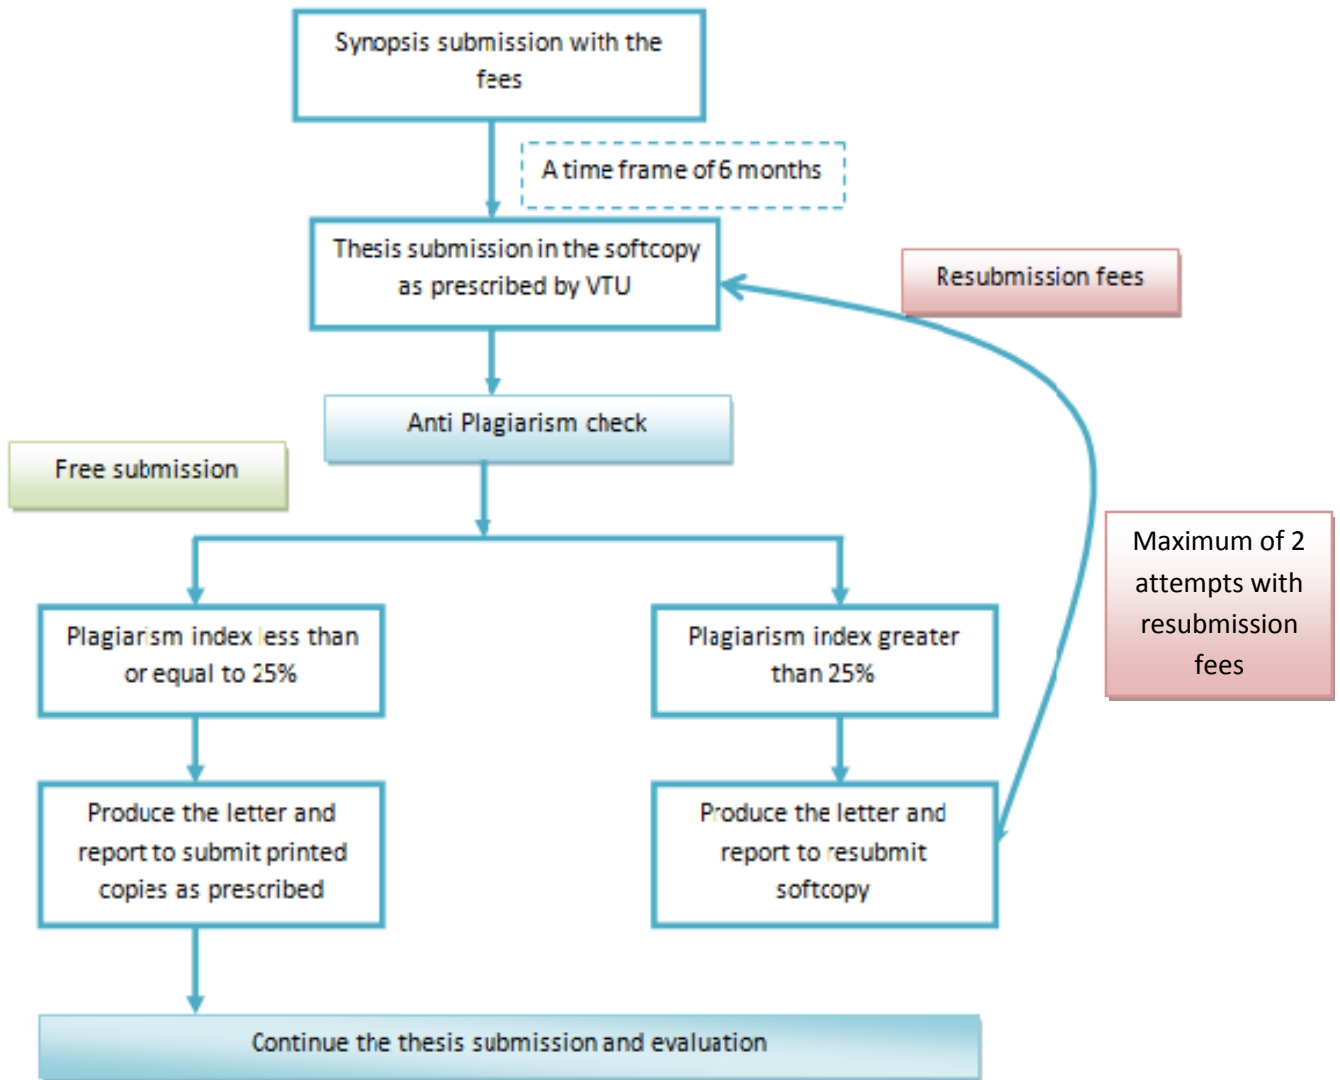 Synopsis submission with the
fees
A time frame of 6 months
Thesis submission in the softcopy
as prescribed by VTU
Resubmission fees
Anti Plagiarism check
Free submission
Maximum of 2
attempts with
resubmission
fees
Plagiarism index less than
or equal to 25%
Plagiarism index greater
than 25%
Produce the letter and
report to submit printed
copies as prescribed
Produce the letter and
report to resubmit
softcopy
Continue the thesis submission and evaluation